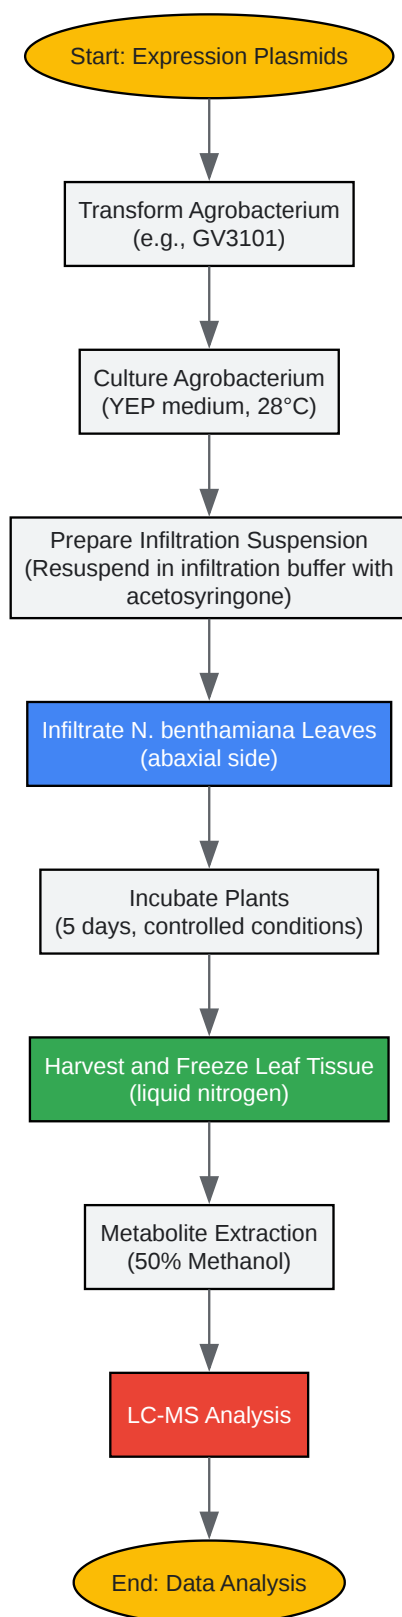 Start: Expression Plasmids
Transform Agrobacterium
(e.g., GV3101)
Culture Agrobacterium
(YEP medium, 28°C)
Prepare Infiltration Suspension
(Resuspend in infiltration buffer with
acetosyringone)
Infiltrate N. benthamiana Leaves
(abaxial side)
Incubate Plants
(5 days, controlled conditions)
Harvest and Freeze Leaf Tissue
(liquid nitrogen)
Metabolite Extraction
(50% Methanol)
LC-MS Analysis
End: Data Analysis